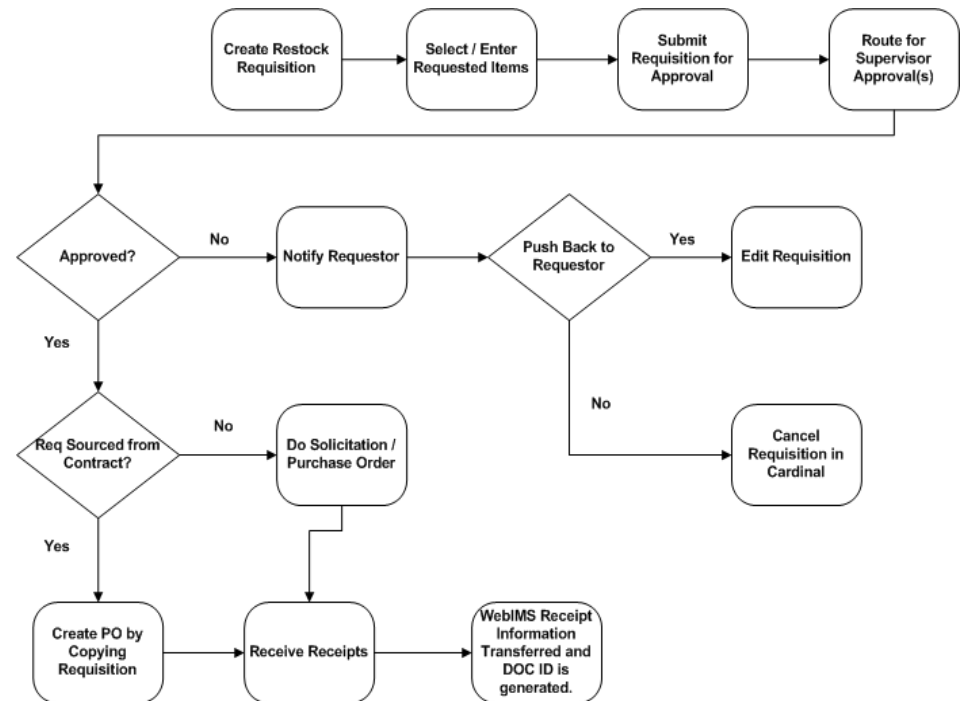 Create Restock
Requisition
Select / Enter
Requested Items
Submit
Requisition for
Approval
Route for
Supervisor
Approval(s)
Approved?
No
Notify Requestor
Push Back to
Requestor
Yes
Edit Requisition
Yes
No
Req Sourced from
Contract?
No
Do Solicitation /
Purchase Order
Cancel
Requisition in
Cardinal
Yes
Create PO by
Copying
Requisition
Receive Receipts
WebIMS Receipt
Information
Transferred and
DOC ID is
generated.